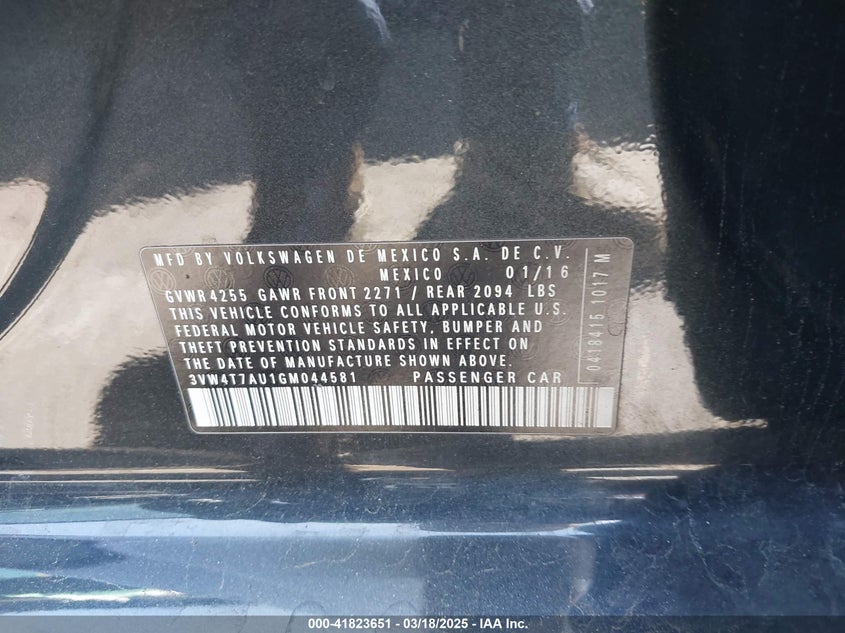 MFD BY VOLKSWAGEN DE MEXICO S.A. DE C.V.
MEXICO 01/16
GVWR 4255 GAWR FRONT 2271 / REAR 2094 LBS
THIS VEHICLE CONFORMS TO ALL APPLICABLE U.S.
FEDERAL MOTOR VEHICLE SAFETY, BUMPER AND
THEFT PREVENTION STANDARDS IN EFFECT ON
THE DATE OF MANUFACTURE SHOWN ABOVE.
3VW4T7AU1GM044581 PASSENGER CAR
0418415 1017 M
000-41823651 / 03/18/2025 - IAA Inc.